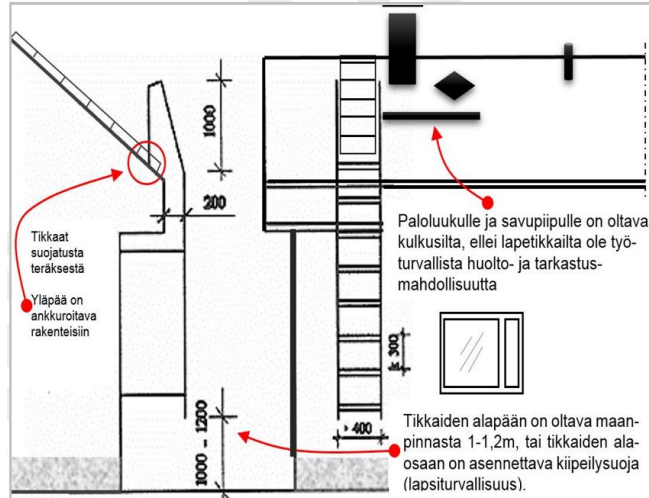 1000
200
Tikkaat
suojatusta
teräksestä
Yläpää on
ankkuroitava
rakenteisiin
Paloluukulle ja savupiipulle on oltava
kulkusilta, ellei lapetikkailta ole työ-
turvallista huolto- ja tarkastus-
mahdollisuutta
k 300
> 400
1000 - 1200
Tikkaiden alapään on oltava maan-
pinnasta 1-1,2m, tai tikkaiden ala-
osaan on asennettava kiipeilysuoja
(lapsiturvallisuus).